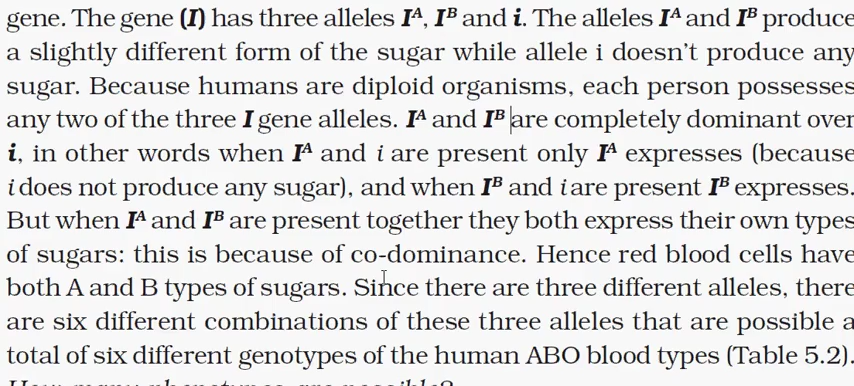 gene. The gene (I) has three alleles Iᴬ, Iᴮ and i. The alleles Iᴬ and Iᴮ produce
a slightly different form of the sugar while allele i doesn’t produce any
sugar. Because humans are diploid organisms, each person possesses
any two of the three I gene alleles. Iᴬ and Iᴮ are completely dominant over
i, in other words when Iᴬ and i are present only Iᴬ expresses (because
i does not produce any sugar), and when Iᴮ and i are present Iᴮ expresses.
But when Iᴬ and Iᴮ are present together they both express their own types
of sugars: this is because of co-dominance. Hence red blood cells have
both A and B types of sugars. Since there are three different alleles, there
are six different combinations of these three alleles that are possible a
total of six different genotypes of the human ABO blood types (Table 5.2).
How many phenotypes are possible?